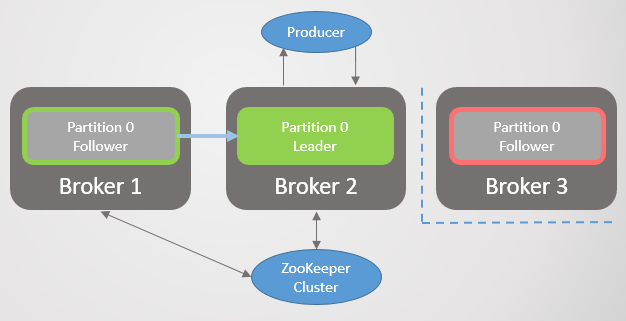 Producer
Partition 0
Follower
Broker 1
Partition 0
Leader
Broker 2
Partition 0
Follower
Broker 3
ZooKeeper
Cluster